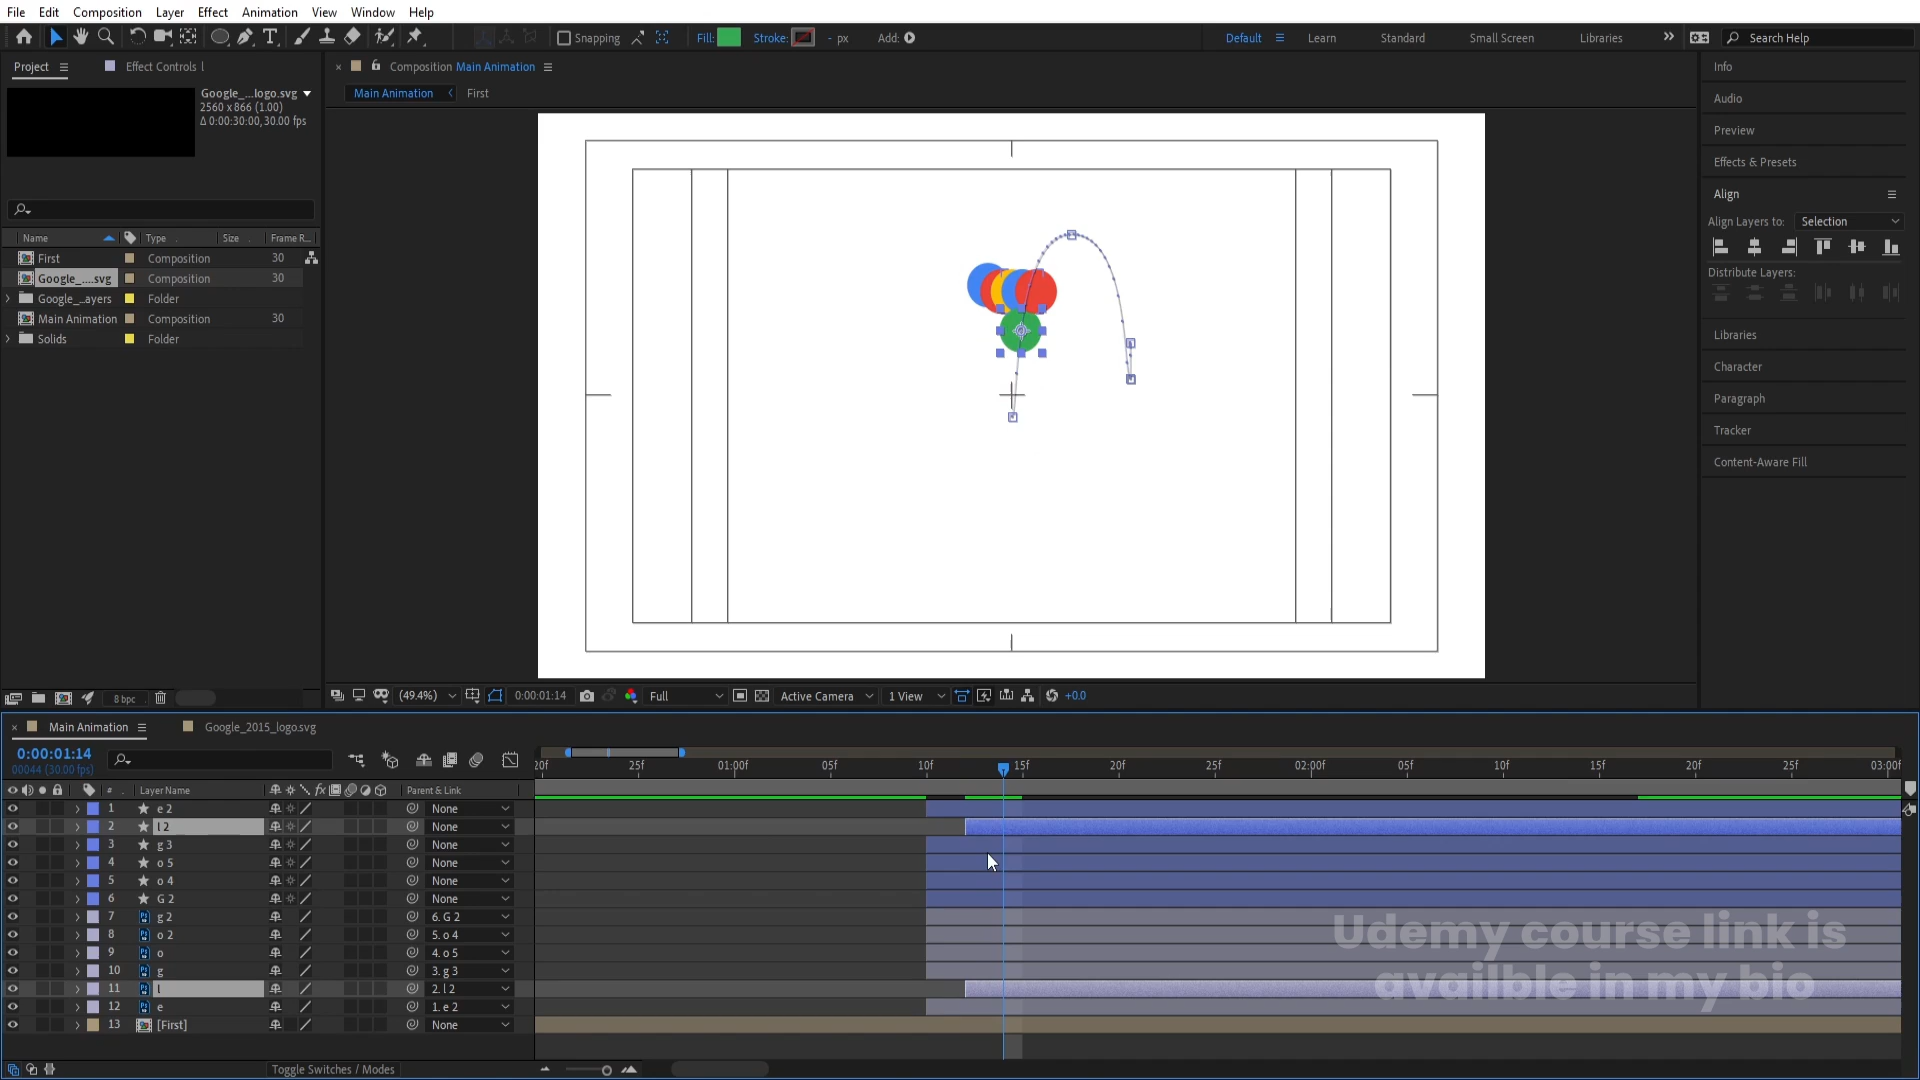 File Edit Composition Layer Effect Animation View Window Help
Snapping Fill: Stroke: - px Add: Default Learn Standard Small Screen Libraries Search Help
Project Effect Controls l
Google_...logo.svg
2560 x 866 (1.00)
Δ 0:00:30:00, 30.00 fps
Name Type Size Frame R...
First Composition 30
Google_....svg Composition 30
Google_..ayers Folder
Main Animation Composition 30
Solids Folder
8 bpc
Composition Main Animation
Main Animation First
(49.4%) 0:00:01:14 Full Active Camera 1 View +0.0
Info
Audio
Preview
Effects & Presets
Align
Align Layers to: Selection
Distribute Layers:
Libraries
Character
Paragraph
Tracker
Content-Aware Fill
Main Animation Google_2015_logo.svg
0:00:01:14
00044 (30.00 fps)
20f 25f 01:00f 05f 10f 15f 20f 25f 02:00f 05f 10f 15f 20f 25f 03:00f
# Layer Name fx Parent & Link
1 e 2 None
2 l 2 None
3 g 3 None
4 o 5 None
5 o 4 None
6 G 2 None
7 g 2 6. G 2
8 o 2 5. o 4
9 o 4. o 5
10 g 3. g 3
11 l 2. l 2
12 e 1. e 2
13 [First] None
Toggle Switches / Modes
Udemy course link is
availble in my bio